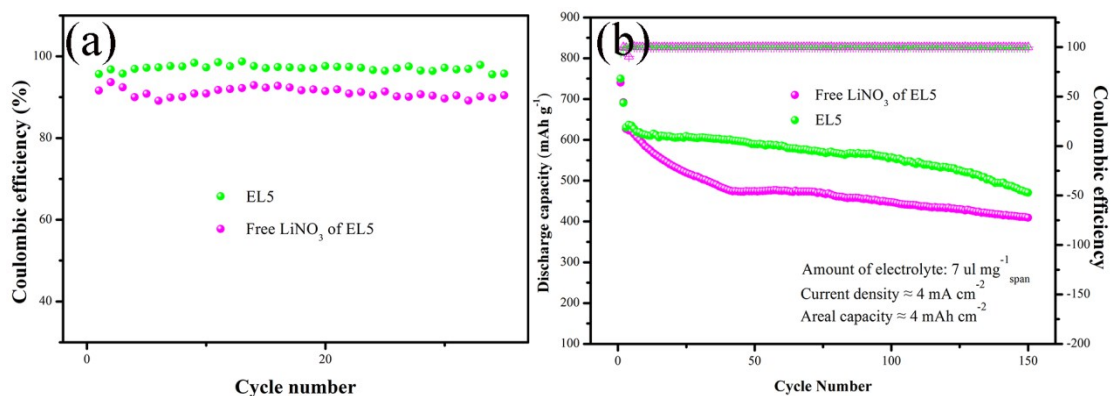 (a)
Coulombic efficiency (%)
100
90
60
40
EL5
Free LiNO3 of EL5
0
20
Cycle number
(b)
Discharge capacity (mAh g-1)
900
800
700
600
500
400
300
200
100
Free LiNO3 of EL5
EL5
Amount of electrolyte: 7 ul mg-1 span
Current density ≈ 4 mA cm-2
Areal capacity ≈ 4 mAh cm-2
0
50
100
150
Cycle Number
100
50
0
-50
-100
-150
-200
Coulombic efficiency